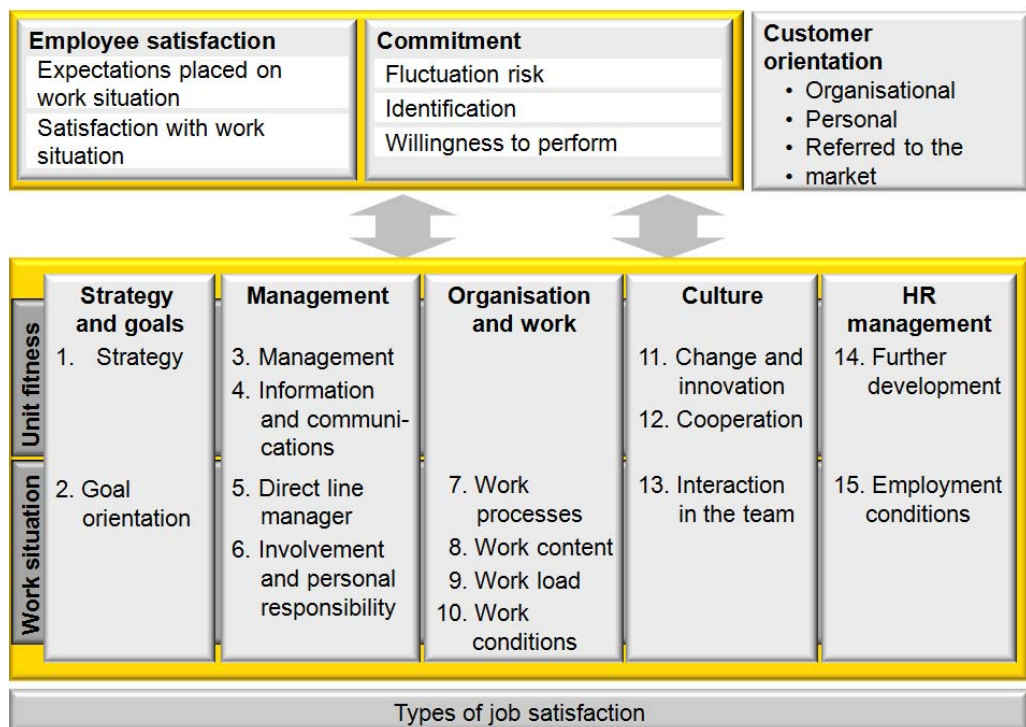 Employee satisfaction
Expectations placed on
work situation
Satisfaction with work
situation
Commitment
Fluctuation risk
Identification
Willingness to perform
Customer
orientation
• Organisational
• Personal
• Referred to the
• market
Unit fitness
Work situation
Strategy
and goals
1. Strategy
2. Goal
orientation
Management
3. Management
4. Information
and communi-
cations
5. Direct line
manager
6. Involvement
and personal
responsibility
Organisation
and work
7. Work
processes
8. Work content
9. Work load
10. Work
conditions
Culture
11. Change and
innovation
12. Cooperation
13. Interaction
in the team
HR
management
14. Further
development
15. Employment
conditions
Types of job satisfaction